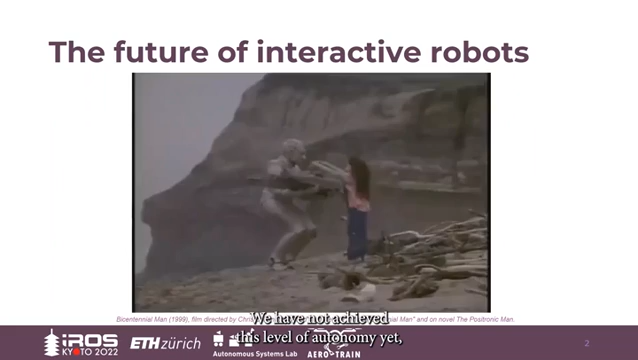 The future of interactive robots
Bicentennial Man (1999), film directed by Chris
ial Man" and on novel The Positronic Man.
We have not achieved
this level of autonomy yet,
IROS
KYOTO 2022
ETH zürich
Autonomous Systems Lab
AERO-TRAIN
2